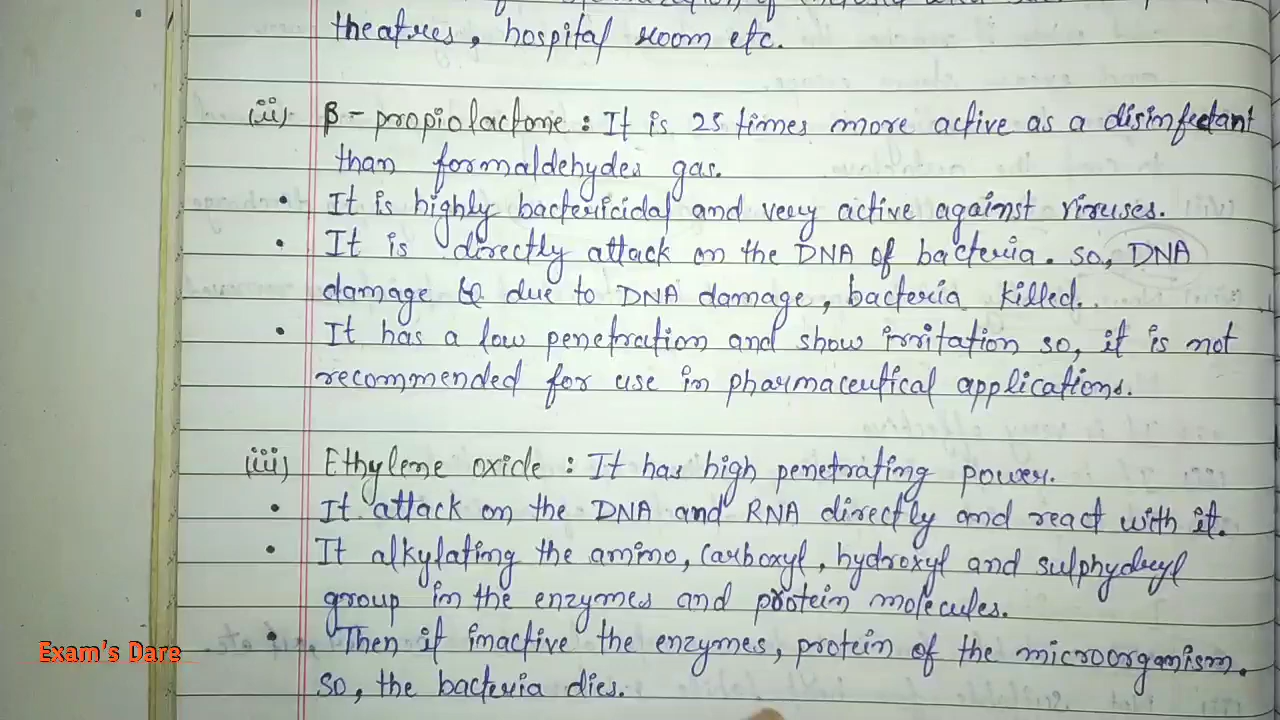 theatres, hospital room etc.
(ii) β-propiolactone : It is 25 times more active as a disinfectant
than formaldehydes gas.
• It is highly bactericidal and very active against viruses.
• It is directly attack on the DNA of bacteria. so, DNA
damage due to DNA damage, bacteria killed.
• It has a low penetration and show irritation so, it is not
recommended for use in pharmaceutical applications.
(iii) Ethylene oxide : It has high penetrating power.
• It attack on the DNA and RNA directly and react with it.
• It alkylating the amino, carboxyl, hydroxyl and sulphydryl
group in the enzymes and protein molecules.
• Then it inactive the enzymes, protein of the microorganism.
Exam's Dare
so, the bacteria dies.